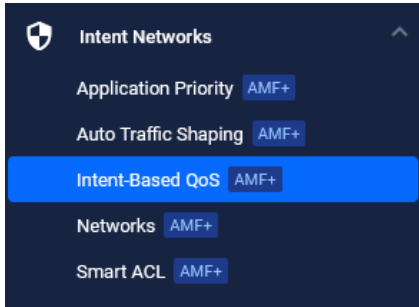 Intent Networks
Application Priority AMF+
Auto Traffic Shaping AMF+
Intent-Based QoS AMF+
Networks AMF+
Smart ACL AMF+